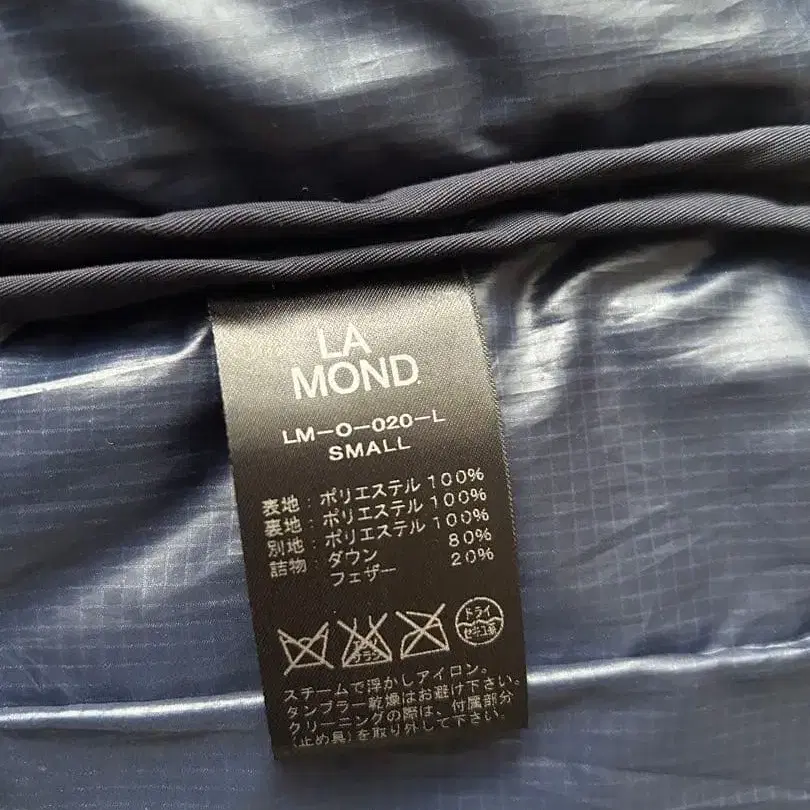 LA
MOND.
LM-O-020-L
SMALL
表地:ポリエステル 100%
裏地:ポリエステル 100%
別地:ポリエステル 100%
詰物:ダウン 80%
フェザー 20%
ドライ
セキユ系
スチームで浮かしアイロン。
タンブラー乾燥はお避け下さい。
クリーニングの際は、付属部分
(止め具)を取り外して下さい。